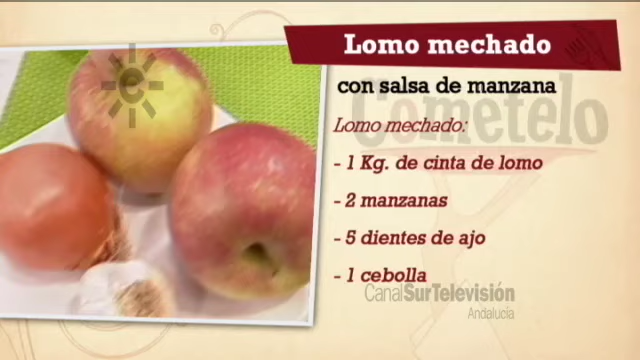 Lomo mechado
con salsa de manzana
Cometelo
Lomo mechado:
- 1 Kg. de cinta de lomo
- 2 manzanas
- 5 dientes de ajo
- 1 cebolla
CanalSurTelevisión
Andalucía